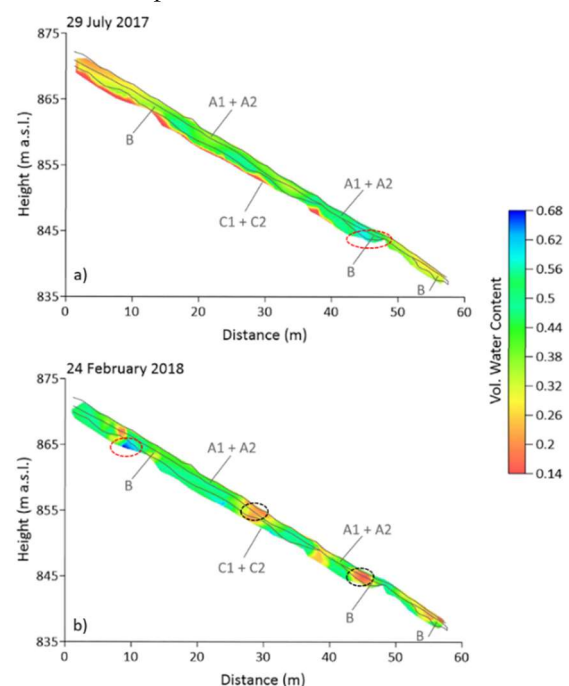 29 July 2017
875
865
855
845
835
Height (m a.s.l.)
A1 + A2
B
A1 + A2
C1 + C2
B
B
a)
0 10 20 30 40 50 60
Distance (m)
24 February 2018
875
865
855
845
835
Height (m a.s.l.)
A1 + A2
B
A1 + A2
C1 + C2
B
B
b)
0 10 20 30 40 50 60
Distance (m)
Vol. Water Content
0.68
0.56
0.5
0.44
0.38
0.32
0.26
0.2
0.14